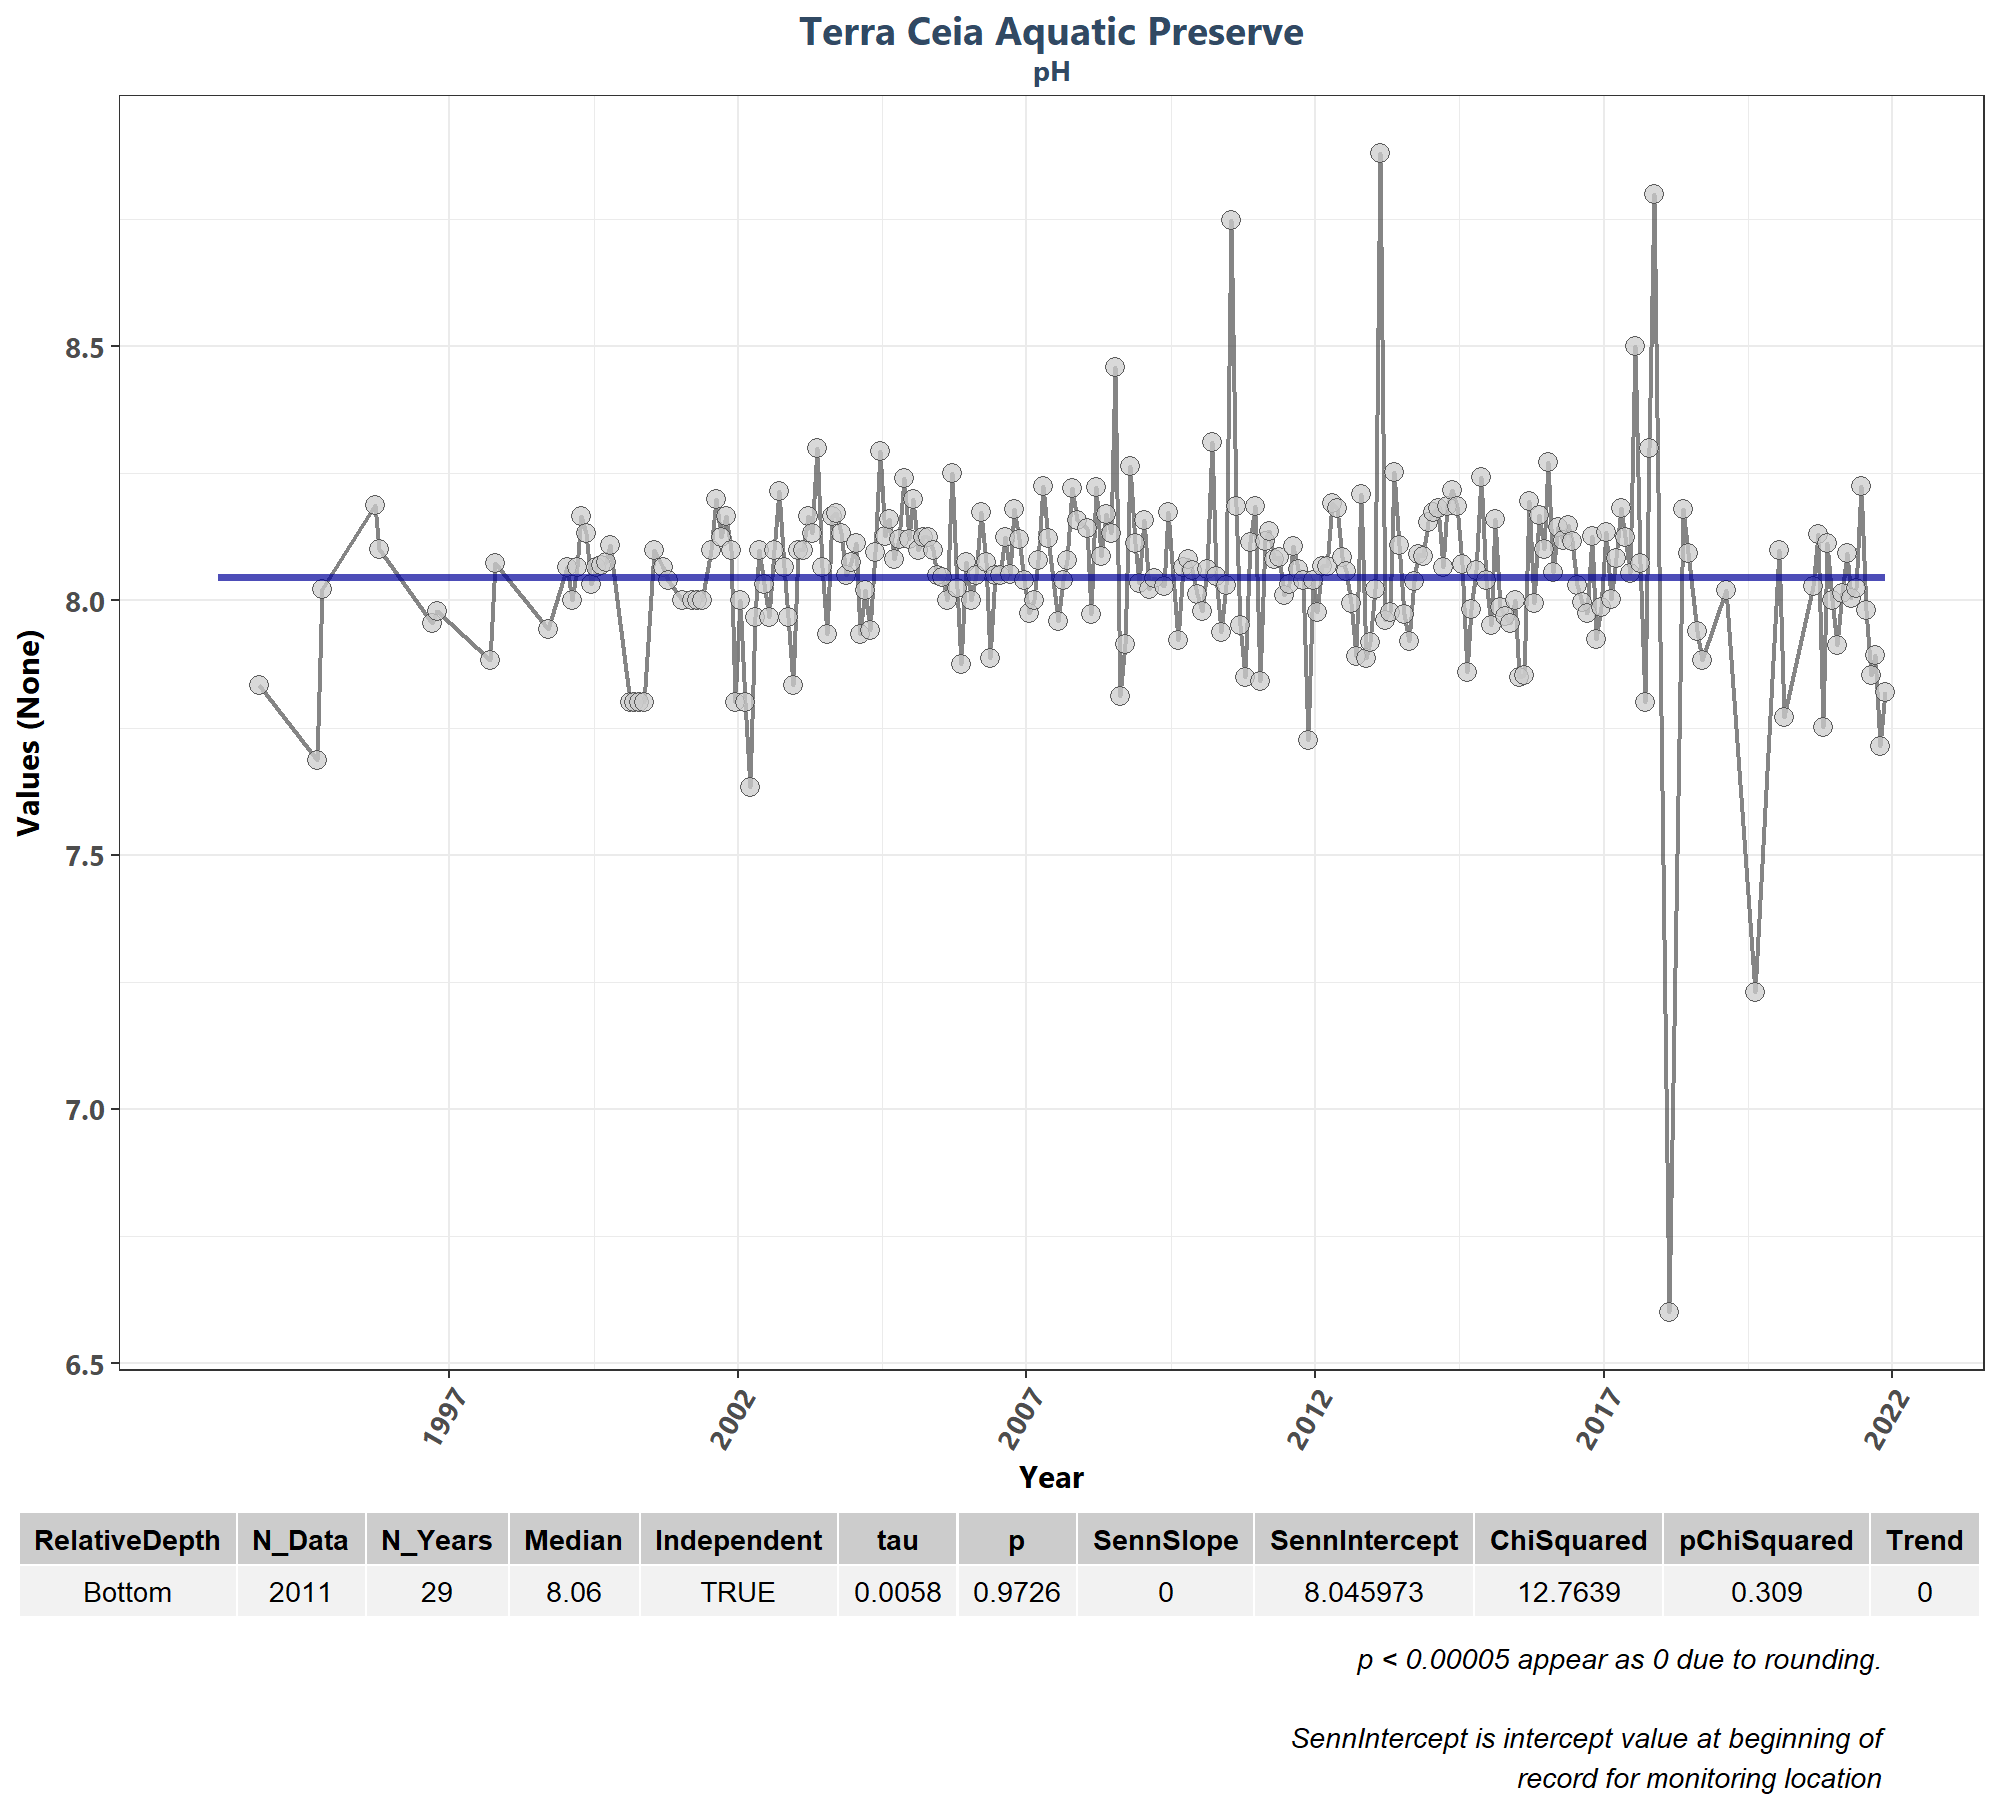 Terra Ceia Aquatic Preserve
pH
Values (None)
8.5
8.0
7.5
7.0
6.5
1997 2002 2007 2012 2017 2022
Year
RelativeDepth N_Data N_Years Median Independent tau p SennSlope SennIntercept ChiSquared pChiSquared Trend
Bottom 2011 29 8.06 TRUE 0.0058 0.9726 0 8.045973 12.7639 0.309 0
p < 0.00005 appear as 0 due to rounding.
SennIntercept is intercept value at beginning of
record for monitoring location